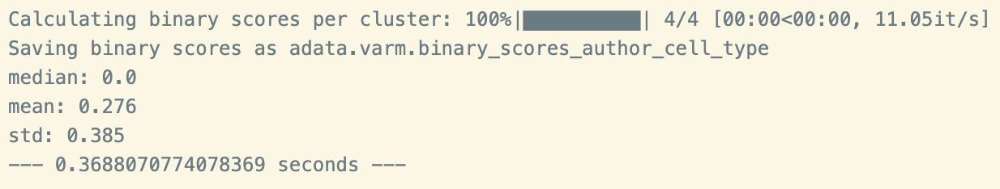 Calculating binary scores per cluster: 100%|██████████| 4/4 [00:00<00:00, 11.05it/s]
Saving binary scores as adata.varm.binary_scores_author_cell_type
median: 0.0
mean: 0.276
std: 0.385
--- 0.3688070774078369 seconds ---